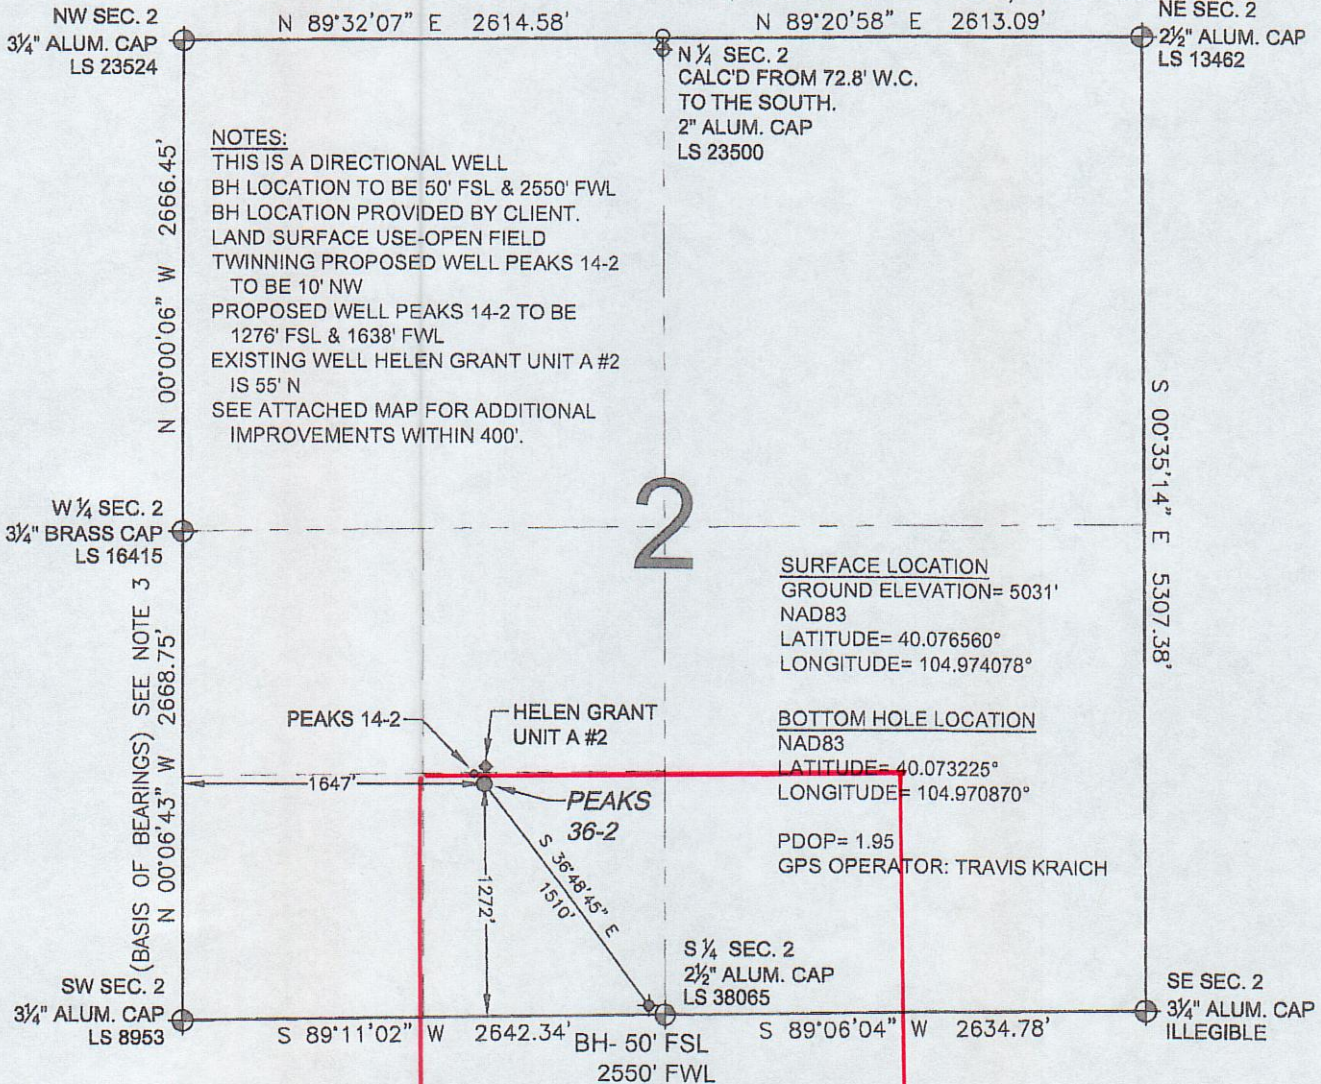 NW SEC. 2
3¼" ALUM. CAP
LS 23524
N 89°32'07" E 2614.58'
N 89°20'58" E 2613.09'
NE SEC. 2
2½" ALUM. CAP
LS 13462
N ¼ SEC. 2
CALC'D FROM 72.8' W.C.
TO THE SOUTH.
2" ALUM. CAP
LS 23500
N 00°00'06" W 2666.45'
NOTES:
THIS IS A DIRECTIONAL WELL
BH LOCATION TO BE 50' FSL & 2550' FWL
BH LOCATION PROVIDED BY CLIENT.
LAND SURFACE USE-OPEN FIELD
TWINNING PROPOSED WELL PEAKS 14-2
TO BE 10' NW
PROPOSED WELL PEAKS 14-2 TO BE
1276' FSL & 1638' FWL
EXISTING WELL HELEN GRANT UNIT A #2
IS 55' N
SEE ATTACHED MAP FOR ADDITIONAL
IMPROVEMENTS WITHIN 400'.
S 00°35'14" E 5307.38'
W ¼ SEC. 2
3¼" BRASS CAP
LS 16415
2
SURFACE LOCATION
GROUND ELEVATION= 5031'
NAD83
LATITUDE= 40.076560°
LONGITUDE= 104.974078°
BOTTOM HOLE LOCATION
NAD83
LATITUDE= 40.073225°
LONGITUDE= 104.970870°
PDOP= 1.95
GPS OPERATOR: TRAVIS KRAICH
(BASIS OF BEARINGS) SEE NOTE 3
N 00°06'43" W 2668.75'
PEAKS 14-2
HELEN GRANT
UNIT A #2
1647'
PEAKS
36-2
S 36°48'45" E
1510'
1272'
S ¼ SEC. 2
2½" ALUM. CAP
LS 38065
SW SEC. 2
3¼" ALUM. CAP
LS 8953
S 89°11'02" W 2642.34'
BH- 50' FSL
2550' FWL
S 89°06'04" W 2634.78'
SE SEC. 2
3¼" ALUM. CAP
ILLEGIBLE